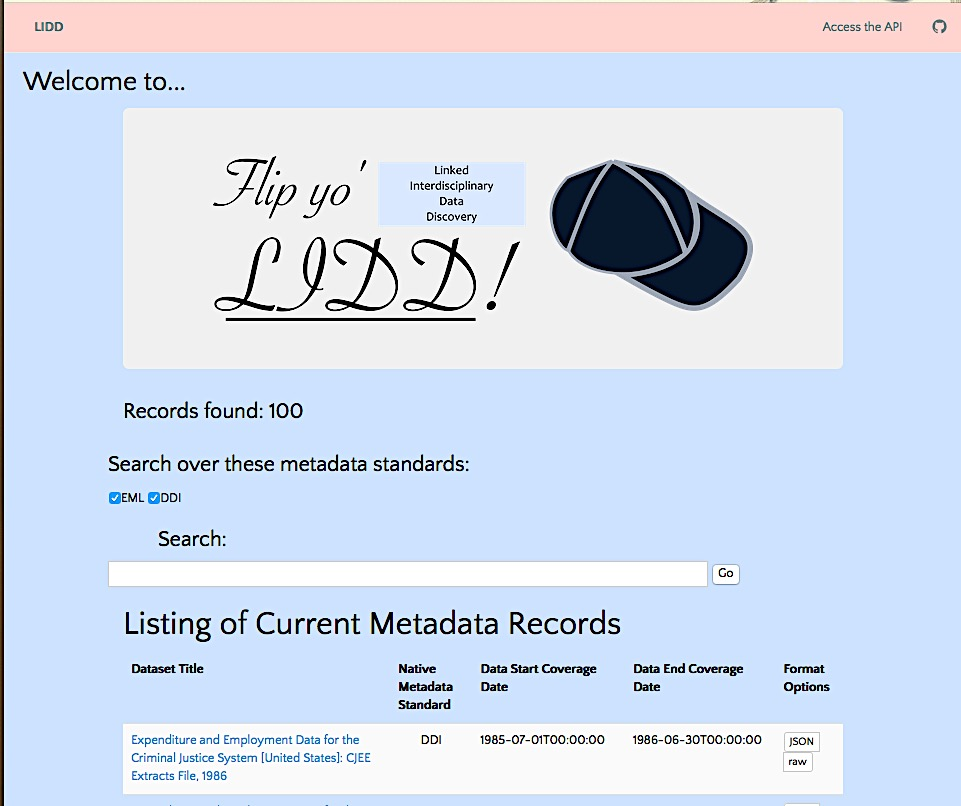 LIDD
Access the API
Welcome to...
Flip yo'
Linked
Interdisciplinary
Data
Discovery
LIDD!
Records found: 100
Search over these metadata standards:
EML DDI
Search:
Go
Listing of Current Metadata Records
Dataset Title
Native
Metadata
Standard
Data Start Coverage
Date
Data End Coverage
Date
Format
Options
Expenditure and Employment Data for the
Criminal Justice System [United States]: CJEE
Extracts File, 1986
DDI
1985-07-01T00:00:00
1986-06-30T00:00:00
JSON
raw